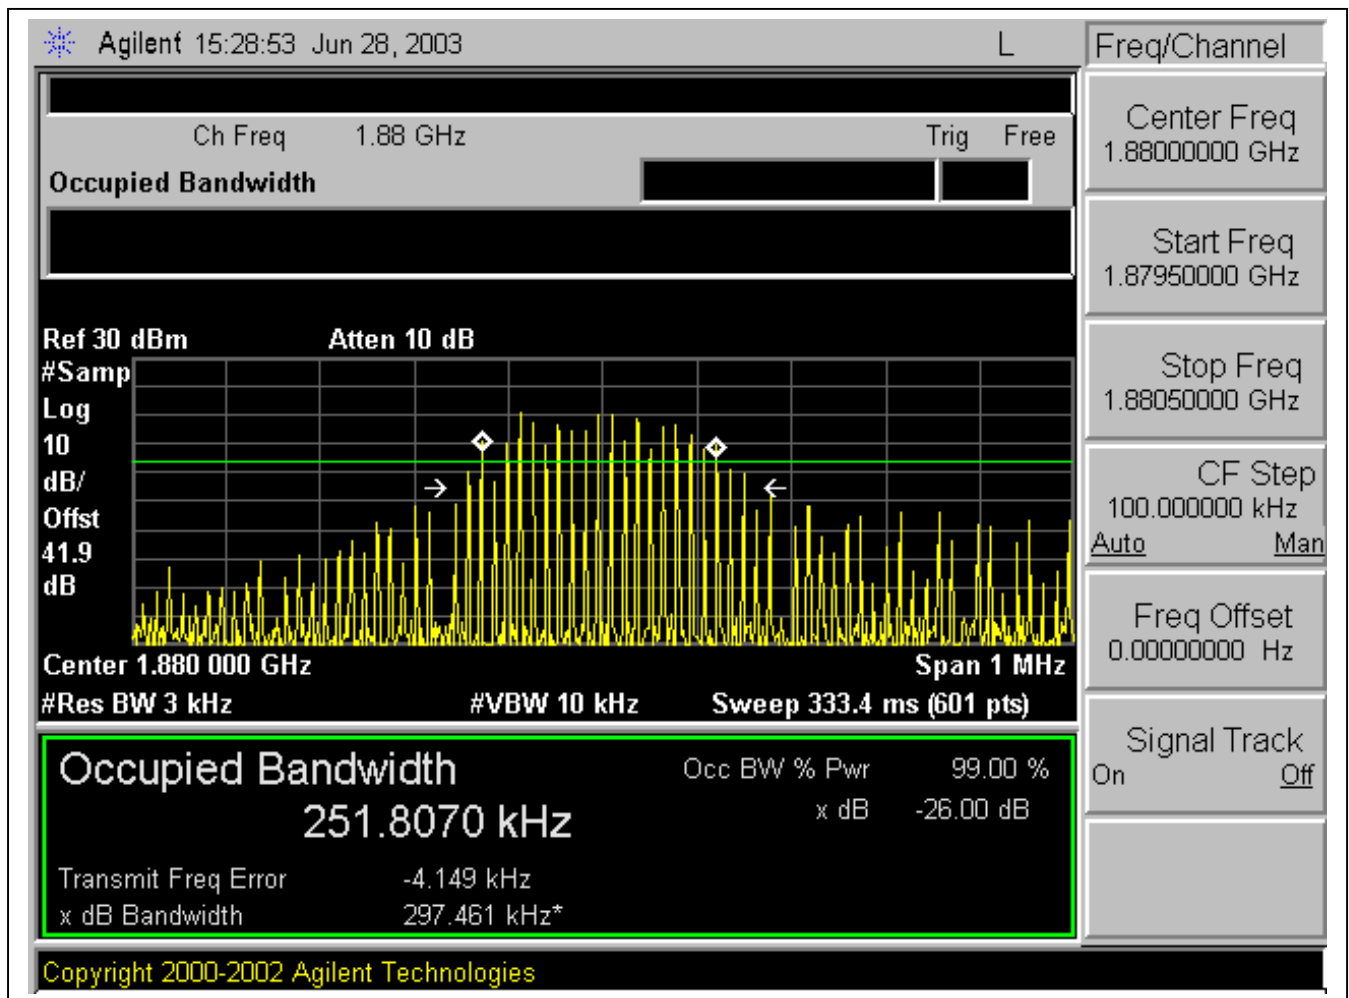 Agilent 15:28:53 Jun 28, 2003 L
Freq/Channel
Ch Freq 1.88 GHz Trig Free
Occupied Bandwidth
Center Freq
1.88000000 GHz
Start Freq
1.87950000 GHz
Stop Freq
1.88050000 GHz
CF Step
100.000000 kHz
Auto Man
Freq Offset
0.00000000 Hz
Signal Track
On Off
Ref 30 dBm Atten 10 dB
#Samp
Log
10
dB/
Offst
41.9
dB
Center 1.880 000 GHz Span 1 MHz
#Res BW 3 kHz #VBW 10 kHz Sweep 333.4 ms (601 pts)
Occupied Bandwidth Occ BW % Pwr 99.00 %
251.8070 kHz x dB -26.00 dB
Transmit Freq Error -4.149 kHz
x dB Bandwidth 297.461 kHz*
Copyright 2000-2002 Agilent Technologies